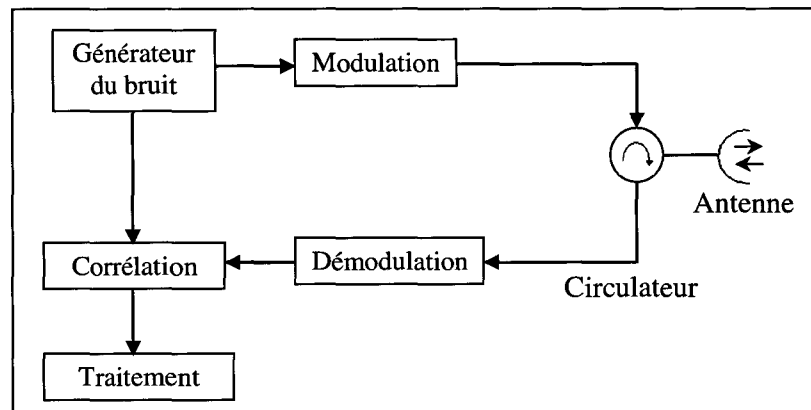 Générateur
du bruit
Modulation
Antenne
Corrélation
Démodulation
Circulateur
Traitement